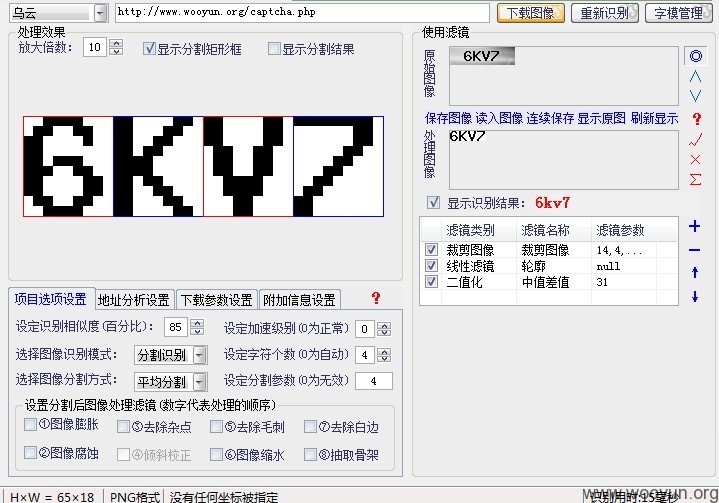 乌云 http://www.wooyun.org/captcha.php 下载图像 重新识别 字模管理
处理效果
放大倍数: 10 显示分割矩形框 显示分割结果
6KV7
使用滤镜
原始图像
6KV7
保存图像 读入图像 连续保存 显示原图 刷新显示 ?
处理图像
6KV7
显示识别结果: 6kv7
滤镜类别 滤镜名称 滤镜参数
裁剪图像 裁剪图像 14,4,...
线性滤镜 轮廓 null
二值化 中值差值 31
项目选项设置 地址分析设置 下载参数设置 附加信息设置 ?
设定识别相似度(百分比): 85 设定加速级别(0为正常) 0
选择图像识别模式: 分割识别 设定字符个数(0为自动) 4
选择图像分割方式: 平均分割 设定分割参数(0为无效) 4
设置分割后图像处理滤镜(数字代表处理的顺序)
①图像膨胀 ③去除杂点 ⑤去除毛刺 ⑦去除白边
②图像腐蚀 ④倾斜校正 ⑥图像缩水 ⑧抽取骨架
H×W = 65×18 PNG格式 没有任何坐标被指定 识别用时:15毫秒
www.wooyun.org